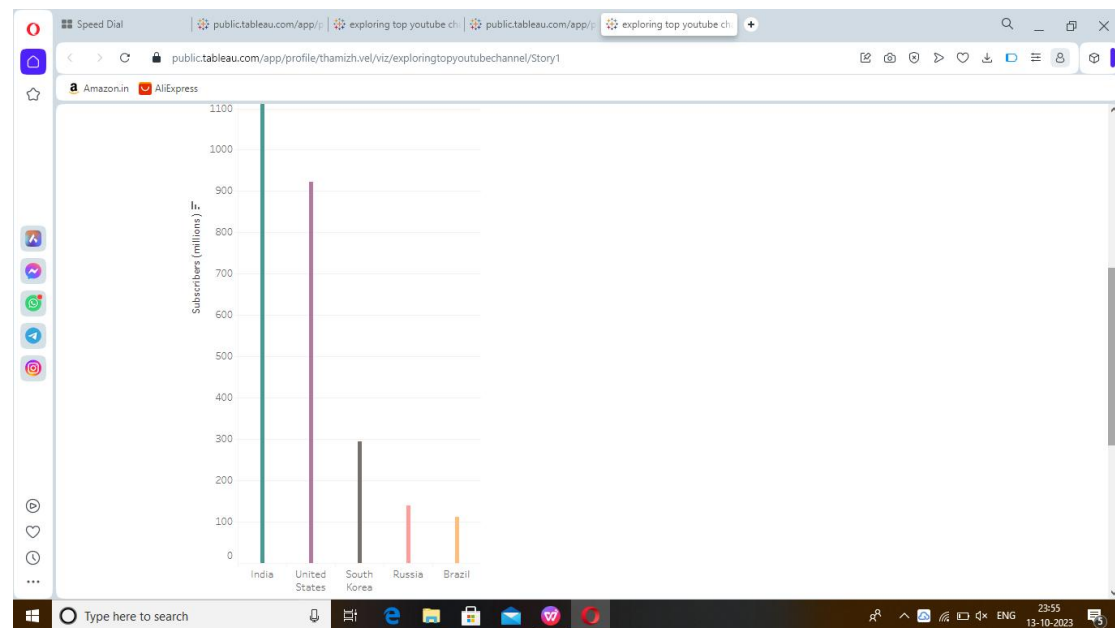 Speed Dial
public.tableau.com/app/p
exploring top youtube ch
public.tableau.com/app/p
exploring top youtube ch
public.tableau.com/app/profile/thamizh.vel/viz/exploringtopyoutubechannel/Story1
Amazon.in
AliExpress
1100
1000
900
800
700
600
500
400
300
200
100
0
Subscribers (millions)
India
United States
South Korea
Russia
Brazil
Type here to search
ENG
23:55
13-10-2023
5